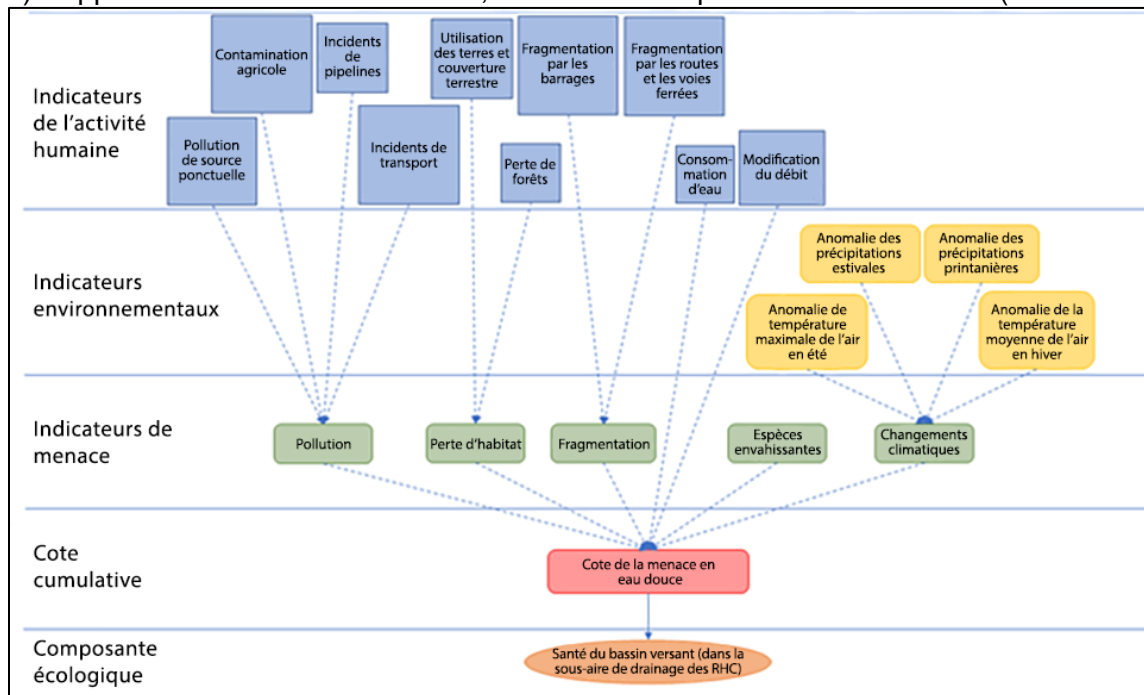 Indicateurs
de l'activité
humaine
Contamination
agricole
Incidents
de
pipelines
Utilisation
des terres et
couverture
terrestre
Fragmentation
par les
barrages
Fragmentation
par les routes
et les voies
ferrées
Pollution
de source
ponctuelle
Incidents de
transport
Perte de
forêts
Consom-
mation
d'eau
Modification
du débit
Indicateurs
environnementaux
Anomalie des
précipitations
estivales
Anomalie des
précipitations
printanières
Anomalie de
température
maximale de l'air
en été
Anomalie de la
température
moyenne de l'air
en hiver
Indicateurs de
menace
Pollution
Perte d'habitat
Fragmentation
Espèces
envahissantes
Changements
climatiques
Cote
cumulative
Cote de la menace en
eau douce
Composante
écologique
Santé du bassin versant (dans la
sous-aire de drainage des RHC)